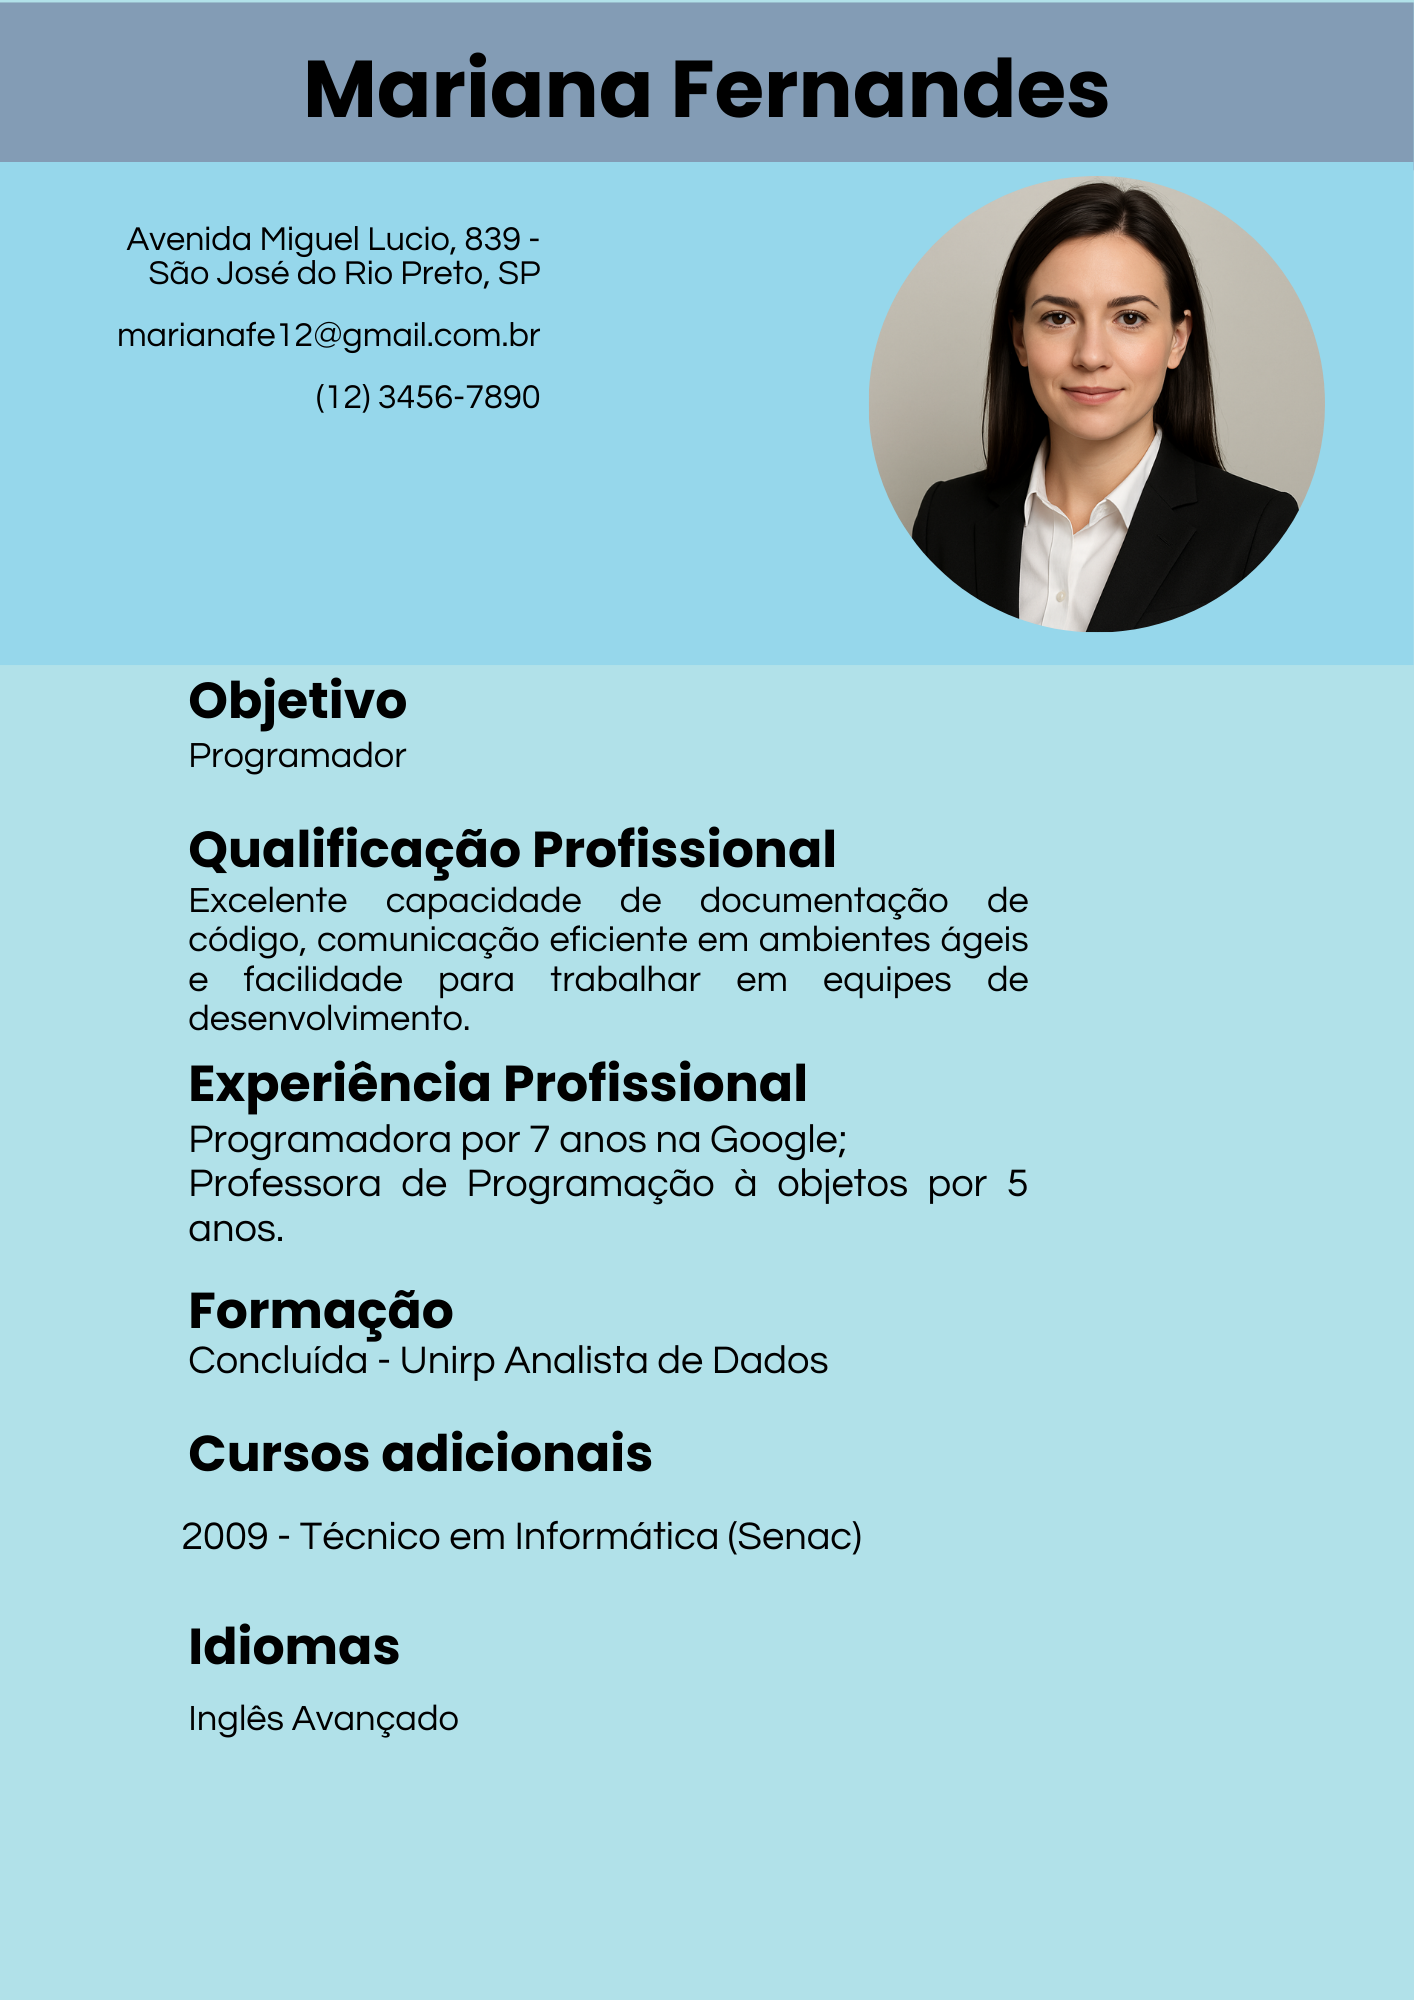 Mariana Fernandes
Avenida Miguel Lucio, 839 -
São José do Rio Preto, SP
marianafe12@gmail.com.br
(12) 3456-7890
Objetivo
Programador
Qualificação Profissional
Excelente capacidade de documentação de
código, comunicação eficiente em ambientes ágeis
e facilidade para trabalhar em equipes de
desenvolvimento.
Experiência Profissional
Programadora por 7 anos na Google;
Professora de Programação à objetos por 5
anos.
Formação
Concluída - Unirp Analista de Dados
Cursos adicionais
2009 - Técnico em Informática (Senac)
Idiomas
Inglês Avançado